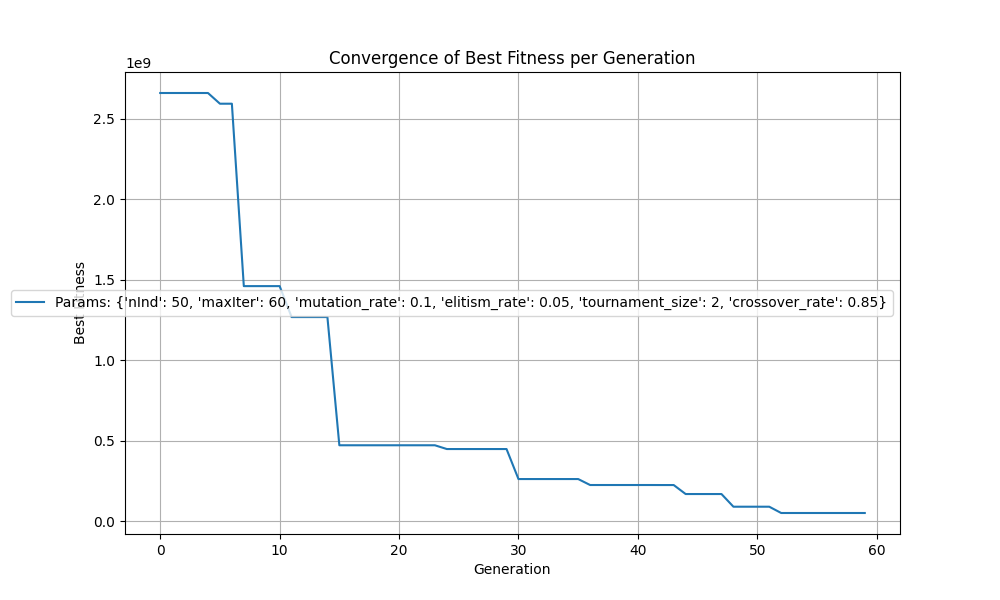 Convergence of Best Fitness per Generation
1e9
2.5
2.0
1.5
1.0
0.5
0.0
Best
Params: {'nInd': 50, 'maxIter': 60, 'mutation_rate': 0.1, 'elitism_rate': 0.05, 'tournament_size': 2, 'crossover_rate': 0.85}
0 10 20 30 40 50 60
Generation